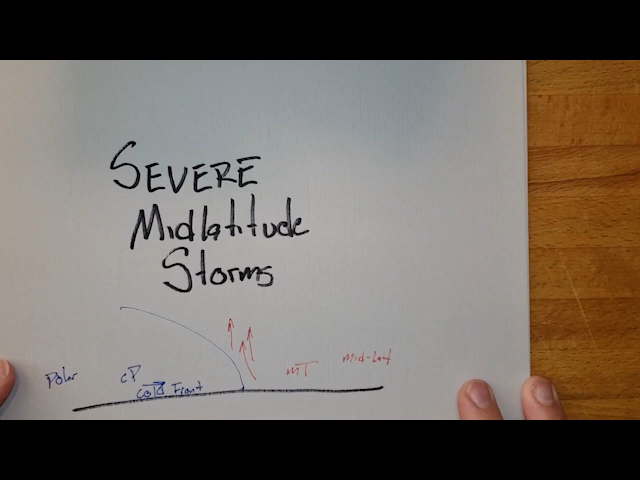 SEVERE
Midlatitude
Storms
Polar cP mT mid-lat
cold Front